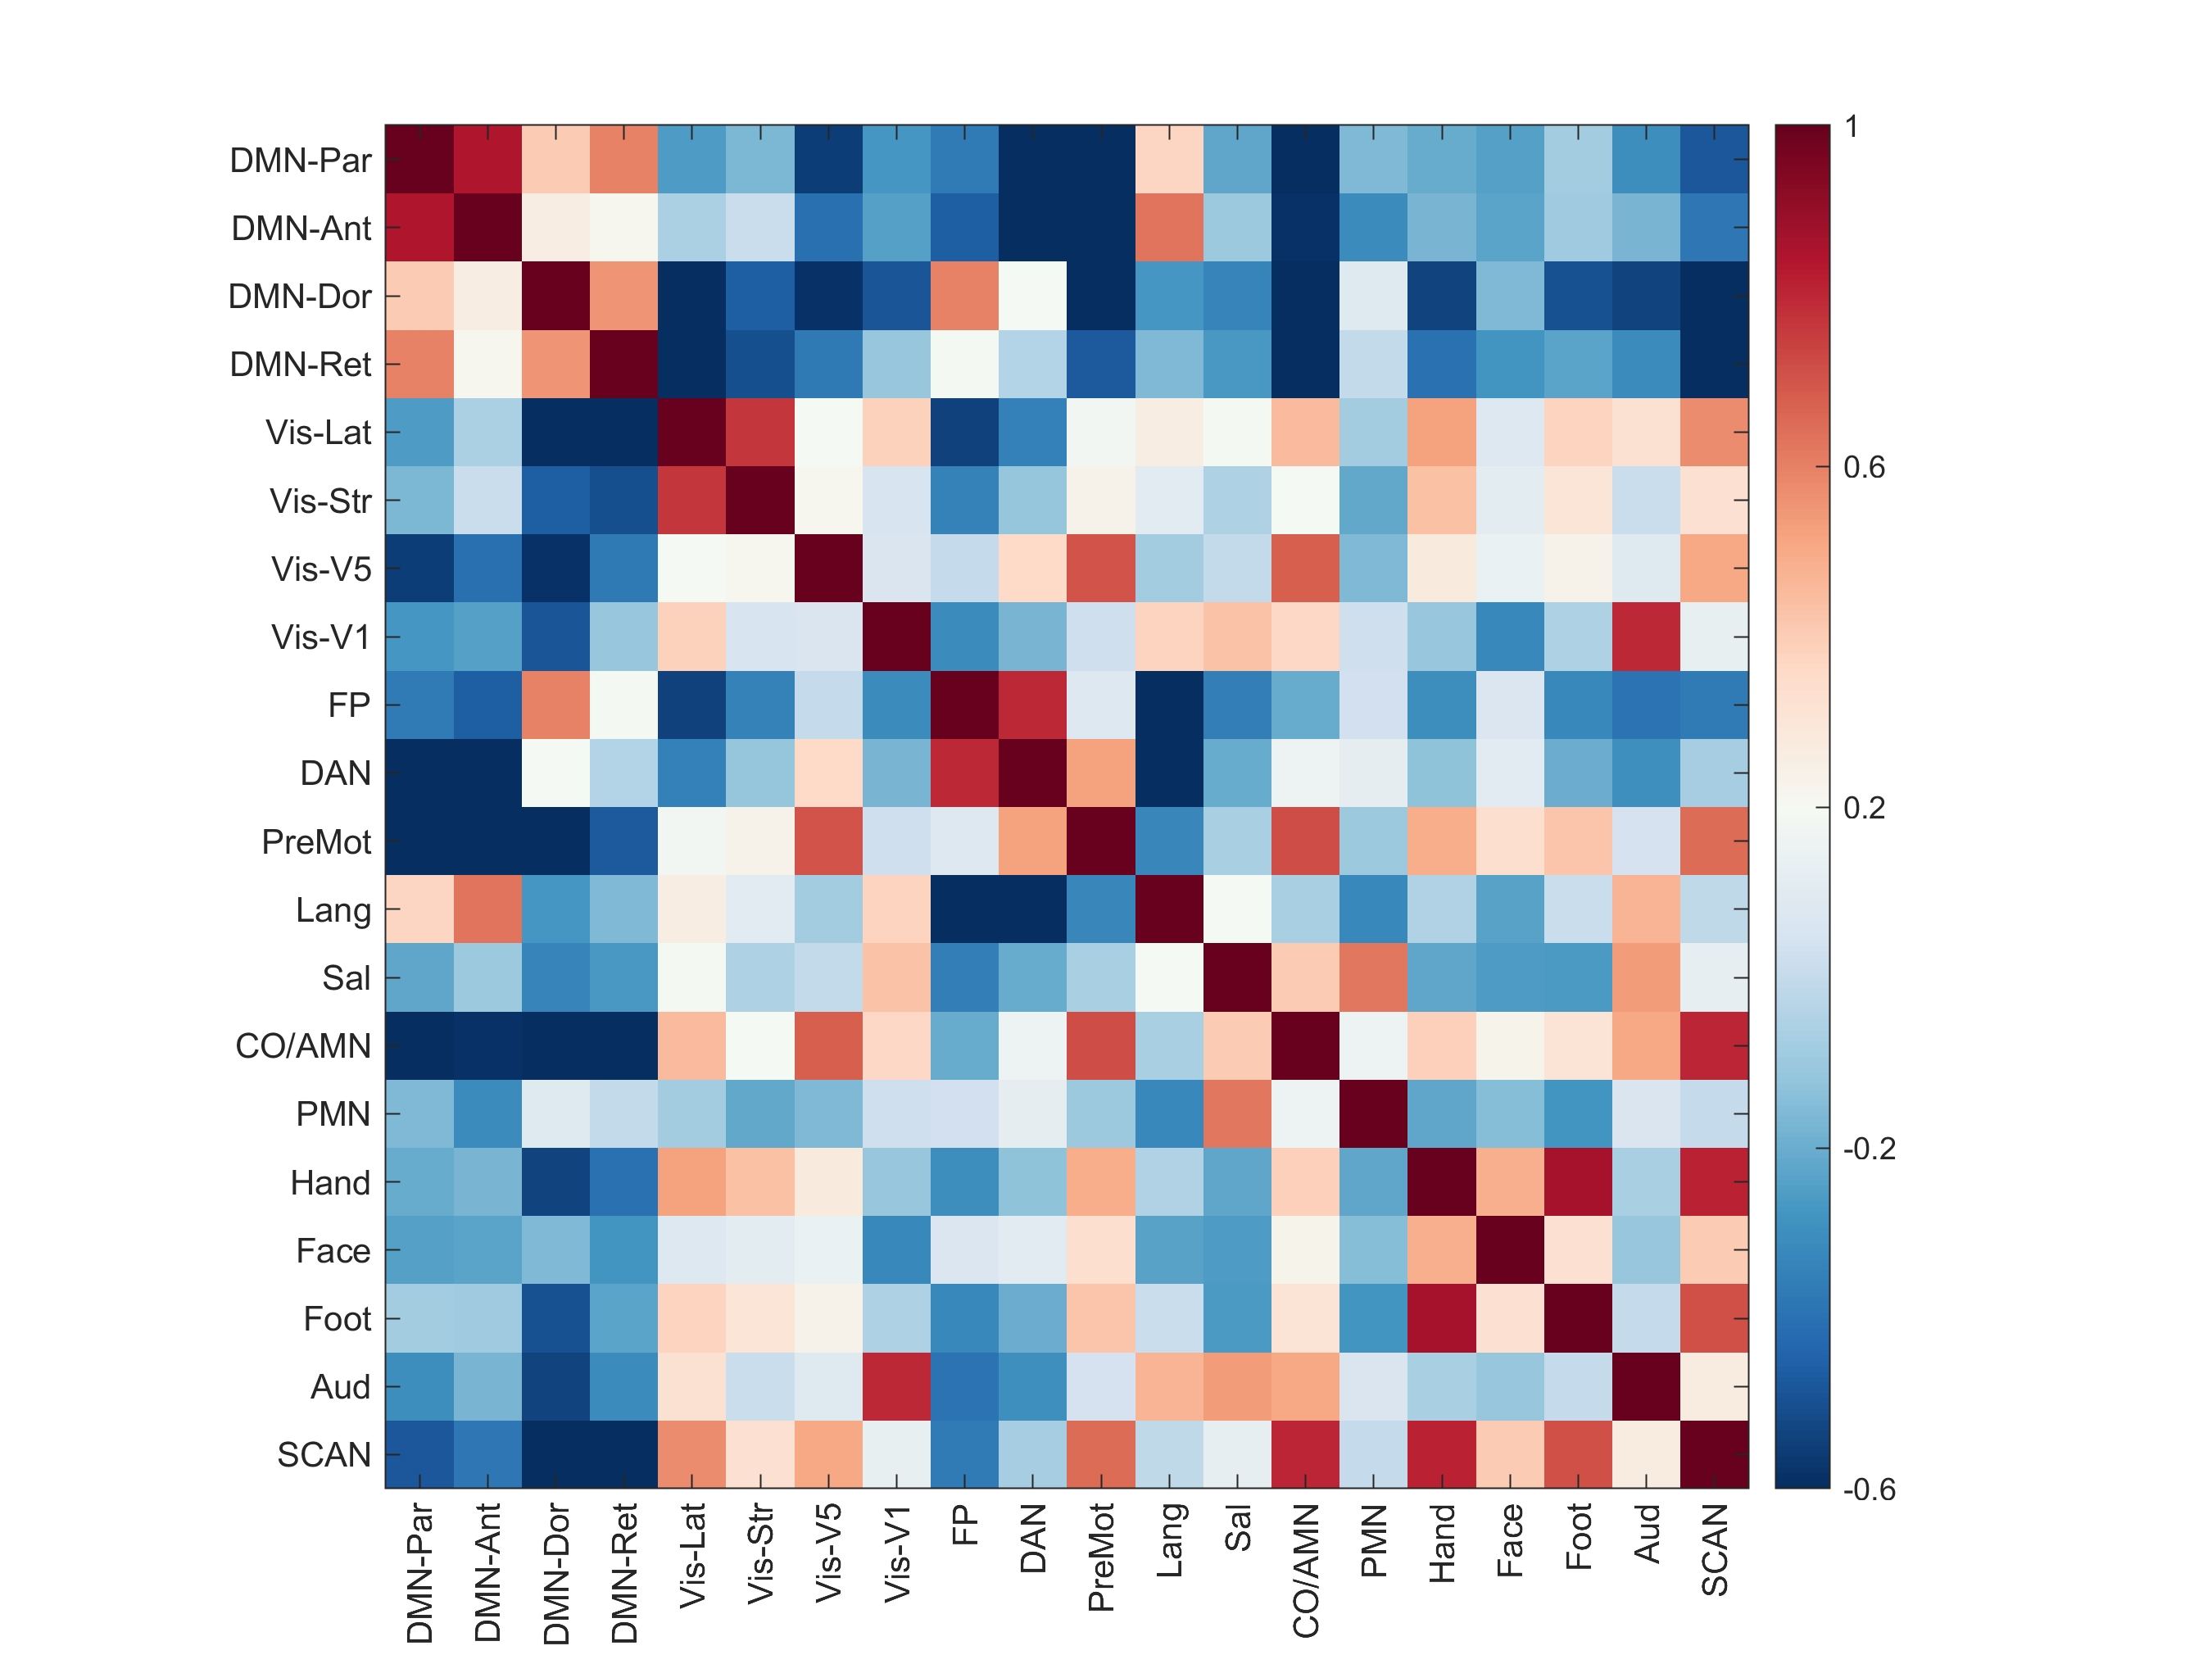 DMN-Par
DMN-Ant
DMN-Dor
DMN-Ret
Vis-Lat
Vis-Str
Vis-V5
Vis-V1
FP
DAN
PreMot
Lang
Sal
CO/AMN
PMN
Hand
Face
Foot
Aud
SCAN
DMN-Par
DMN-Ant
DMN-Dor
DMN-Ret
Vis-Lat
Vis-Str
Vis-V5
Vis-V1
FP
DAN
PreMot
Lang
Sal
CO/AMN
PMN
Hand
Face
Foot
Aud
SCAN
1
0.6
0.2
-0.2
-0.6